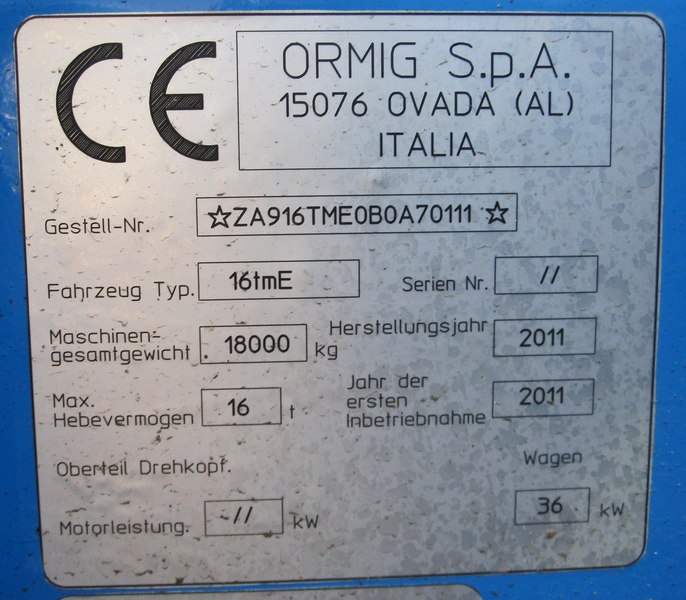 CE
ORMIG S.p.A.
15076 OVADA (AL)
ITALIA
Gestell-Nr. ☆ZA916TME0B0A70111 ☆
Fahrzeug Typ. 16tmE Serien Nr. //
Maschinen-
gesamtgewicht 18000 kg Herstellungsjahr 2011
Max.
Hebevermogen 16 t
Jahr der
ersten
Inbetriebnahme 2011
Oberteil Drehkopf. Wagen
Motorleistung. // kW 36 kW